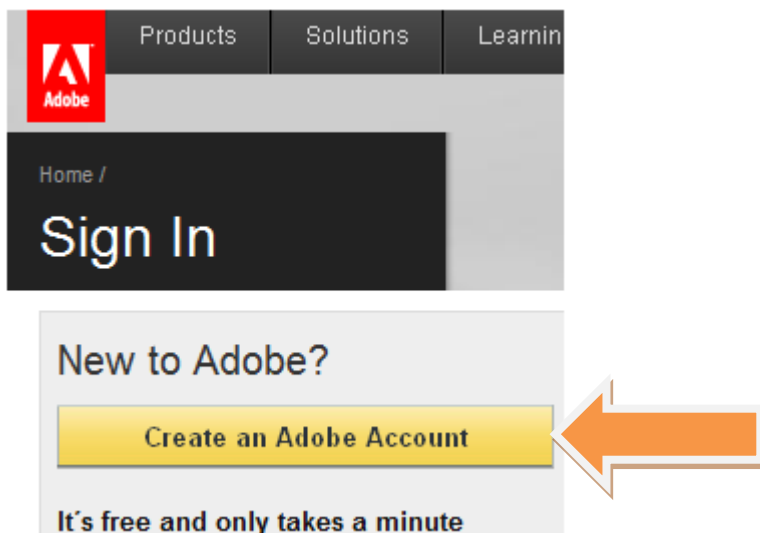 Products Solutions Learnin
Adobe
Home /
Sign In
New to Adobe?
Create an Adobe Account
It´s free and only takes a minute